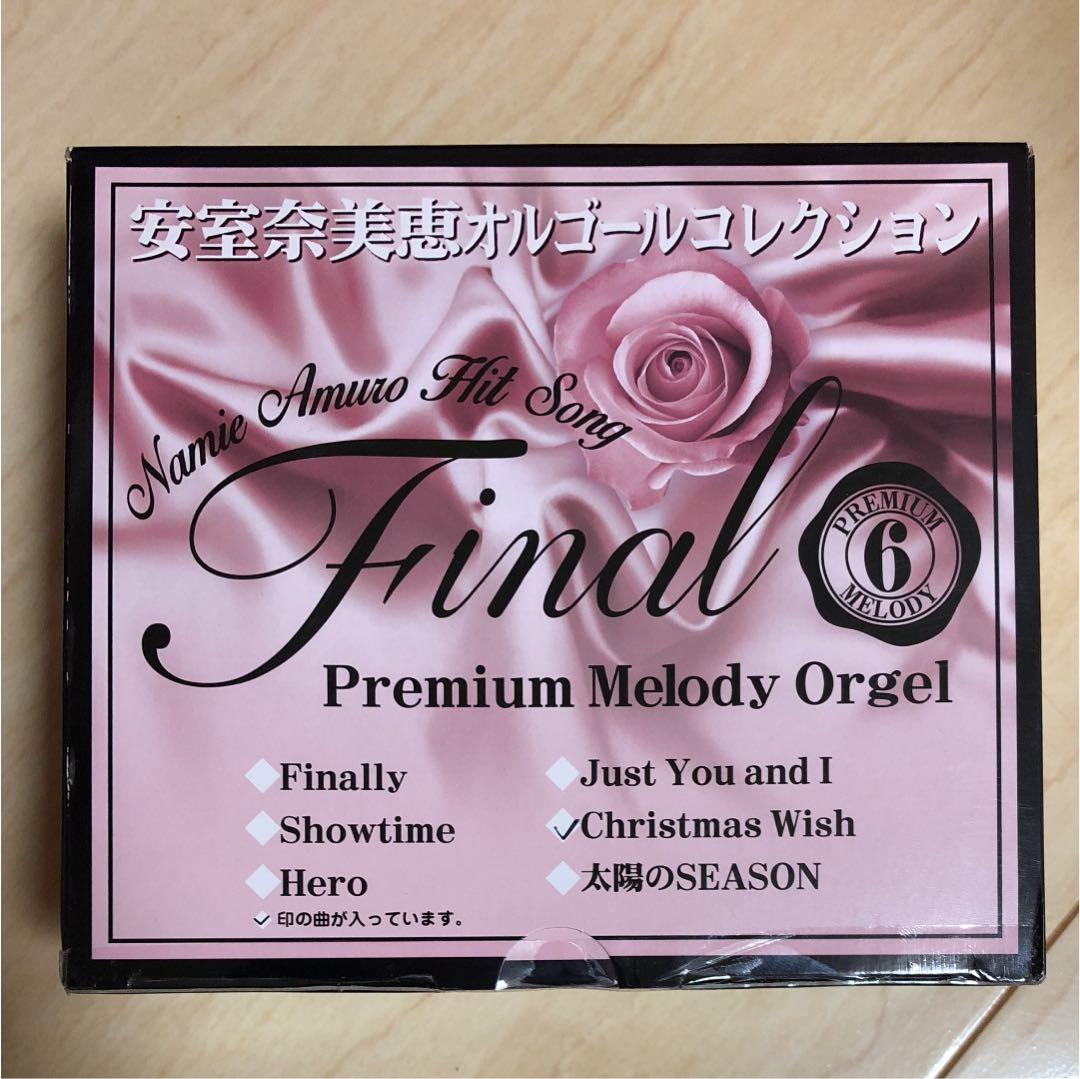 安室奈美恵オルゴールコレクション
Namie Amuro Hit Song
Final
PREMIUM
6
MELODY
Premium Melody Orgel
Finally
Showtime
Hero
Just You and I
✓Christmas Wish
太陽のSEASON
✓ 印の曲が入っています。